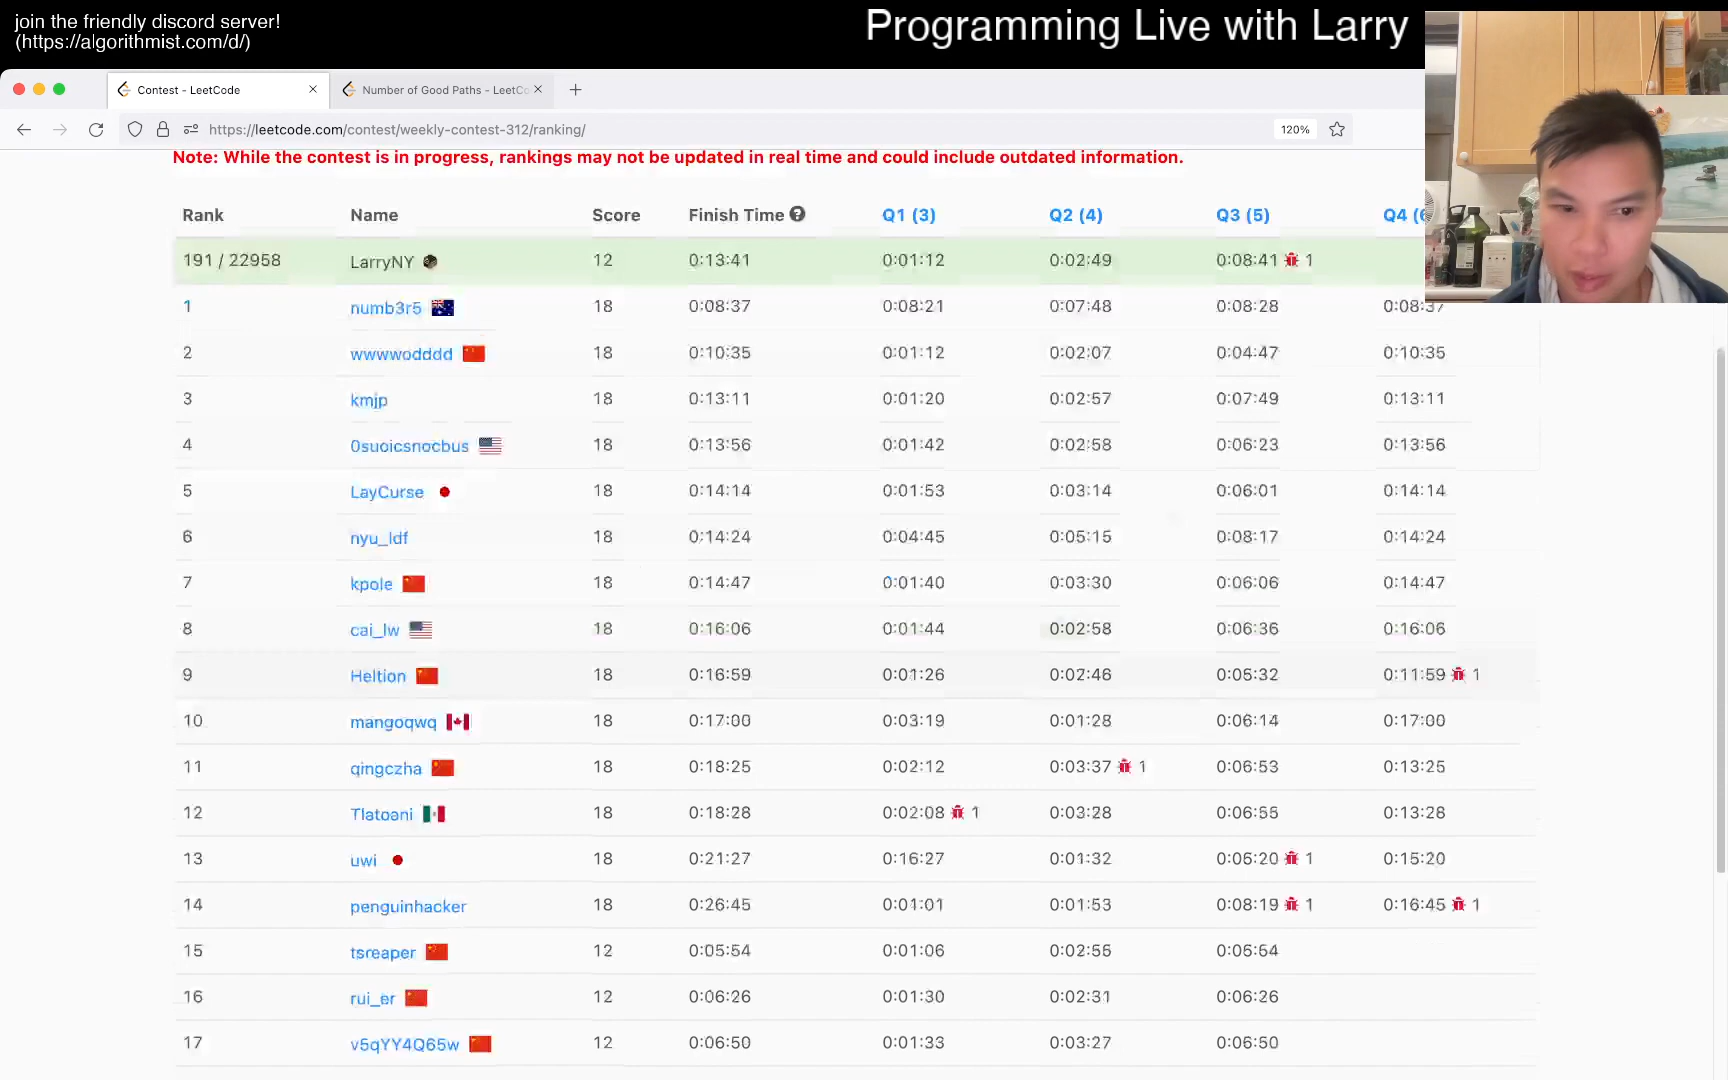 join the friendly discord server!
(https://algorithmist.com/d/)
Programming Live with Larry
Contest - LeetCode
Number of Good Paths - LeetCo
https://leetcode.com/contest/weekly-contest-312/ranking/
120%
Note: While the contest is in progress, rankings may not be updated in real time and could include outdated information.
Rank Name Score Finish Time Q1 (3) Q2 (4) Q3 (5) Q4 (6
191 / 22958 LarryNY 12 0:13:41 0:01:12 0:02:49 0:08:41 1
1 numb3r5 18 0:08:37 0:08:21 0:07:48 0:08:28 0:08:37
2 wwwwodddd 18 0:10:35 0:01:12 0:02:07 0:04:47 0:10:35
3 kmjp 18 0:13:11 0:01:20 0:02:57 0:07:49 0:13:11
4 0suoicsnocbus 18 0:13:56 0:01:42 0:02:58 0:06:23 0:13:56
5 LayCurse 18 0:14:14 0:01:53 0:03:14 0:06:01 0:14:14
6 nyu_ldf 18 0:14:24 0:04:45 0:05:15 0:08:17 0:14:24
7 kpole 18 0:14:47 0:01:40 0:03:30 0:06:06 0:14:47
8 cai_lw 18 0:16:06 0:01:44 0:02:58 0:06:36 0:16:06
9 Heltion 18 0:16:59 0:01:26 0:02:46 0:05:32 0:11:59 1
10 mangoqwq 18 0:17:00 0:03:19 0:01:28 0:06:14 0:17:00
11 qingczha 18 0:18:25 0:02:12 0:03:37 1 0:06:53 0:13:25
12 Tlatoani 18 0:18:28 0:02:08 1 0:03:28 0:06:55 0:13:28
13 uwi 18 0:21:27 0:16:27 0:01:32 0:05:20 1 0:15:20
14 penguinhacker 18 0:26:45 0:01:01 0:01:53 0:08:19 1 0:16:45 1
15 tsreaper 12 0:05:54 0:01:06 0:02:55 0:05:54
16 rui_er 12 0:06:26 0:01:30 0:02:31 0:06:26
17 v5qYY4Q65w 12 0:06:50 0:01:33 0:03:27 0:06:50